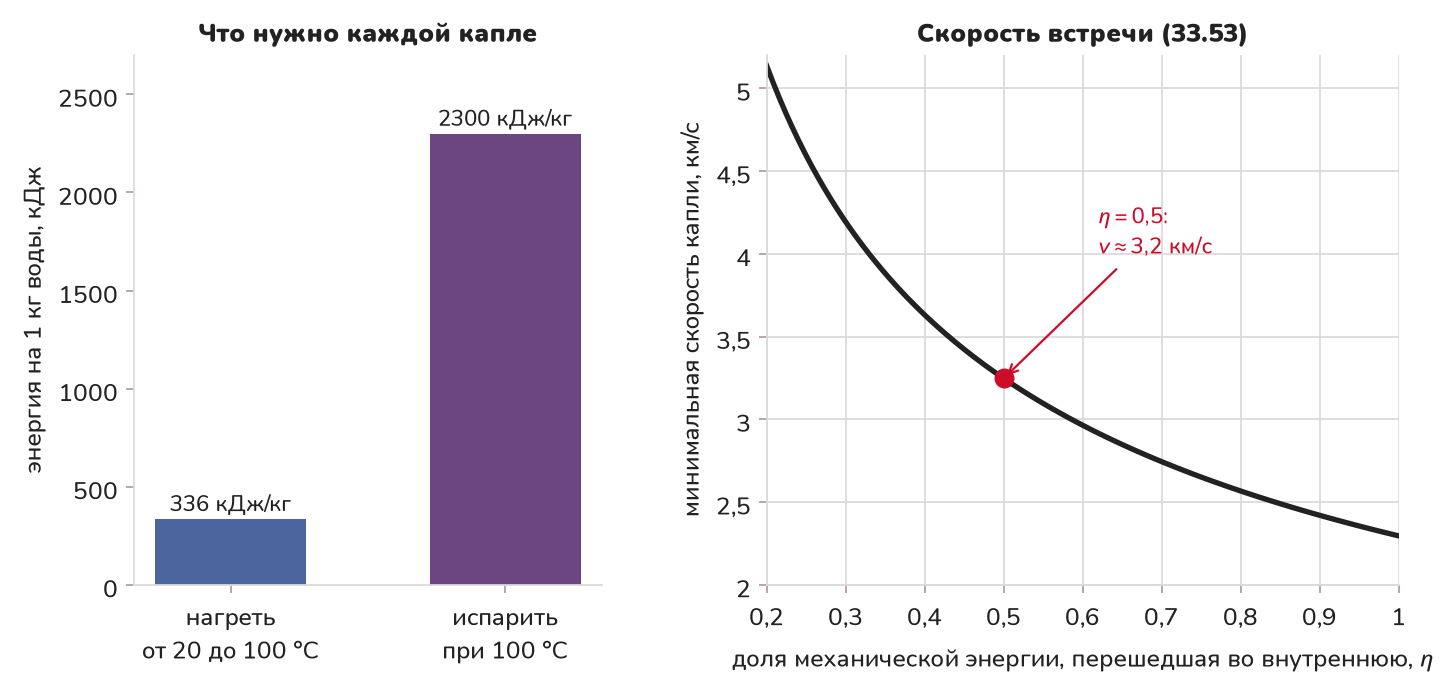 Что нужно каждой капле
энергия на 1 кг воды, кДж
2500
2000
1500
1000
500
0
336 кДж/кг
2300 кДж/кг
нагреть
от 20 до 100 °C
испарить
при 100 °C
Скорость встречи (33.53)
минимальная скорость капли, км/с
5
4,5
4
3,5
3
2,5
2
η = 0,5:
v ≈ 3,2 км/с
0,2 0,3 0,4 0,5 0,6 0,7 0,8 0,9 1
доля механической энергии, перешедшая во внутреннюю, η